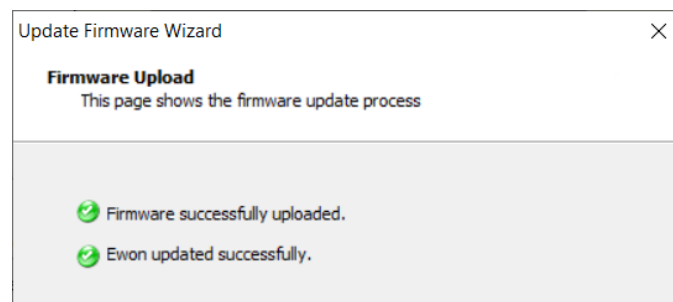 Update Firmware Wizard
Firmware Upload
This page shows the firmware update process
Firmware successfully uploaded.
Ewon updated successfully.